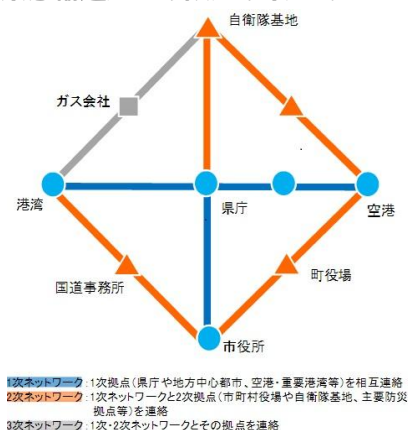 自衛隊基地
ガス会社
港湾
県庁
空港
国道事務所
町役場
市役所
1次ネットワーク:1次拠点(県庁や地方中心都市、空港・重要港湾等)を相互連絡
2次ネットワーク:1次ネットワークと2次拠点(市町村役場や自衛隊基地、主要防災
拠点等)を連絡
3次ネットワーク:1次・2次ネットワークとその拠点を連絡